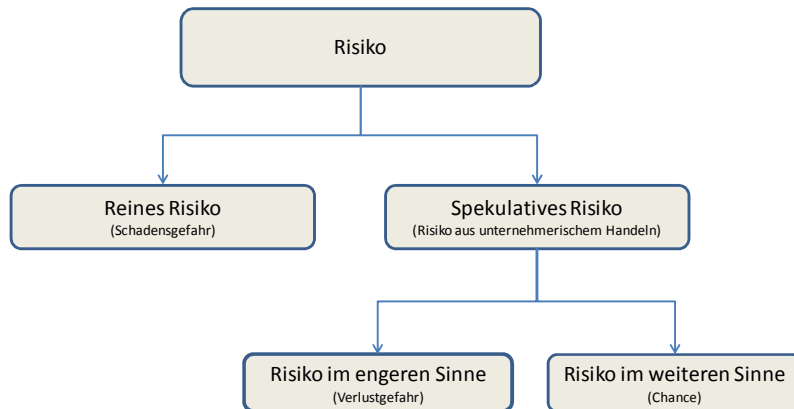 Risiko
Reines Risiko
(Schadensgefahr)
Spekulatives Risiko
(Risiko aus unternehmerischem Handeln)
Risiko im engeren Sinne
(Verlustgefahr)
Risiko im weiteren Sinne
(Chance)